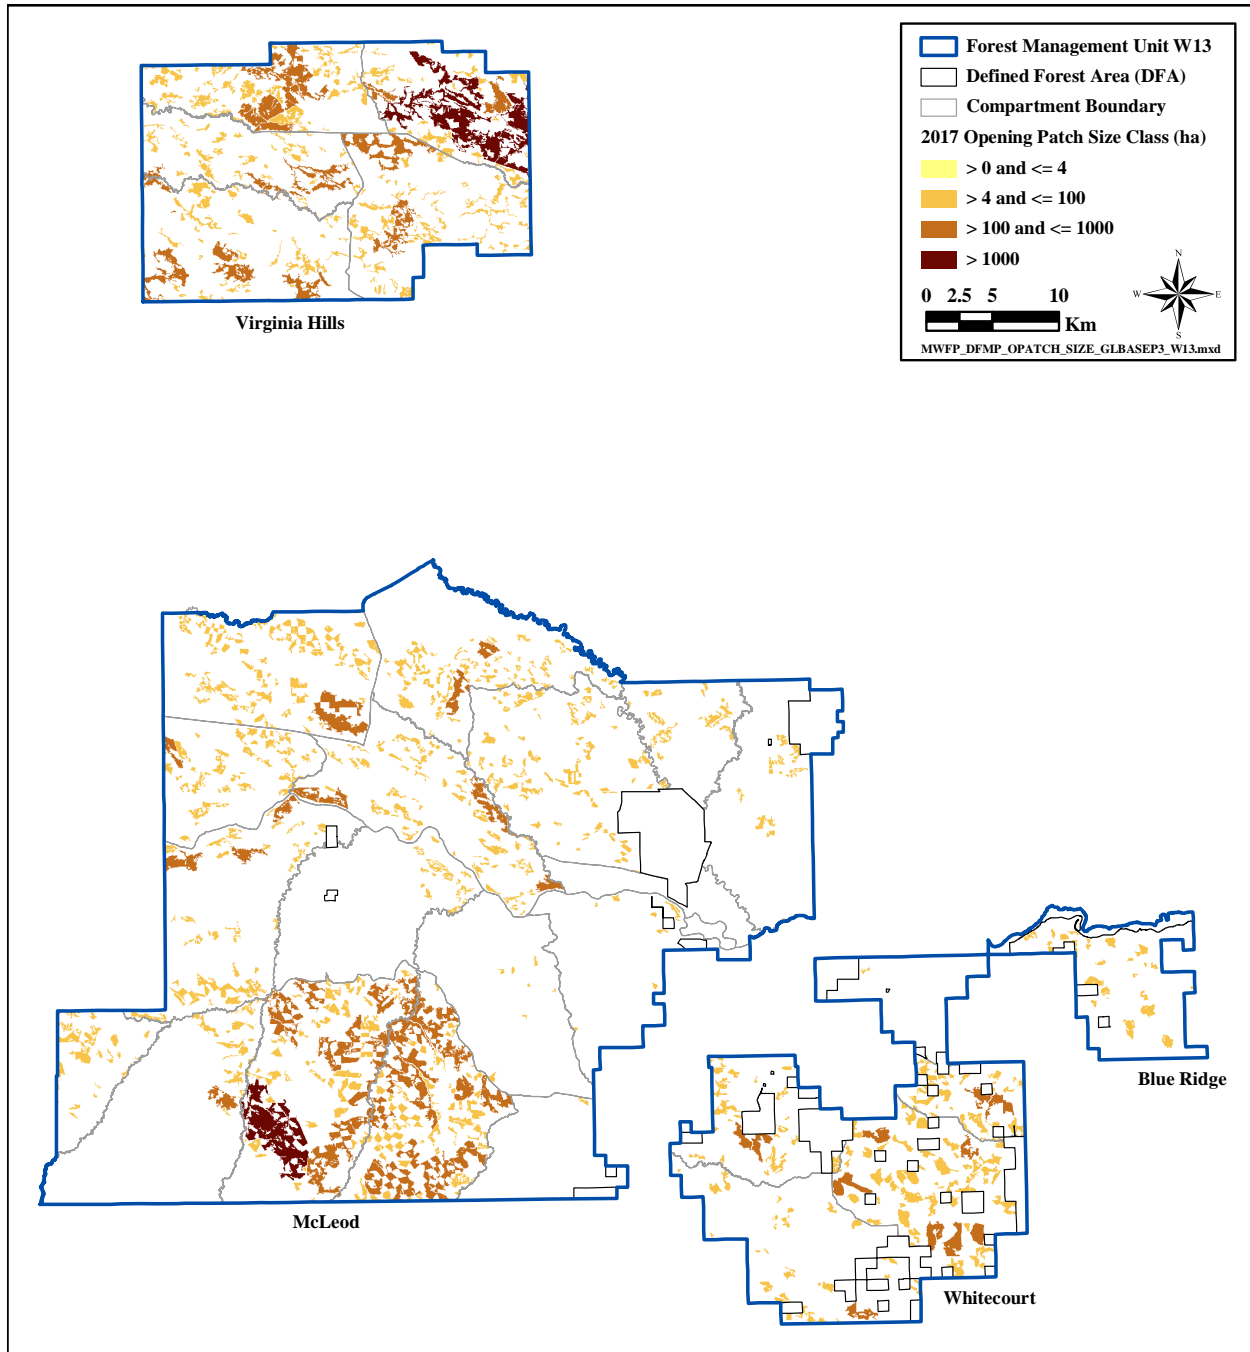 Forest Management Unit W13
Defined Forest Area (DFA)
Compartment Boundary
2017 Opening Patch Size Class (ha)
> 0 and <= 4
> 4 and <= 100
> 100 and <= 1000
> 1000
N
W E
S
0 2.5 5 10
Km
MWFP_DFMP_OPATCH_SIZE_GLBASEP3_W13.mxd
Virginia Hills
Blue Ridge
McLeod
Whitecourt